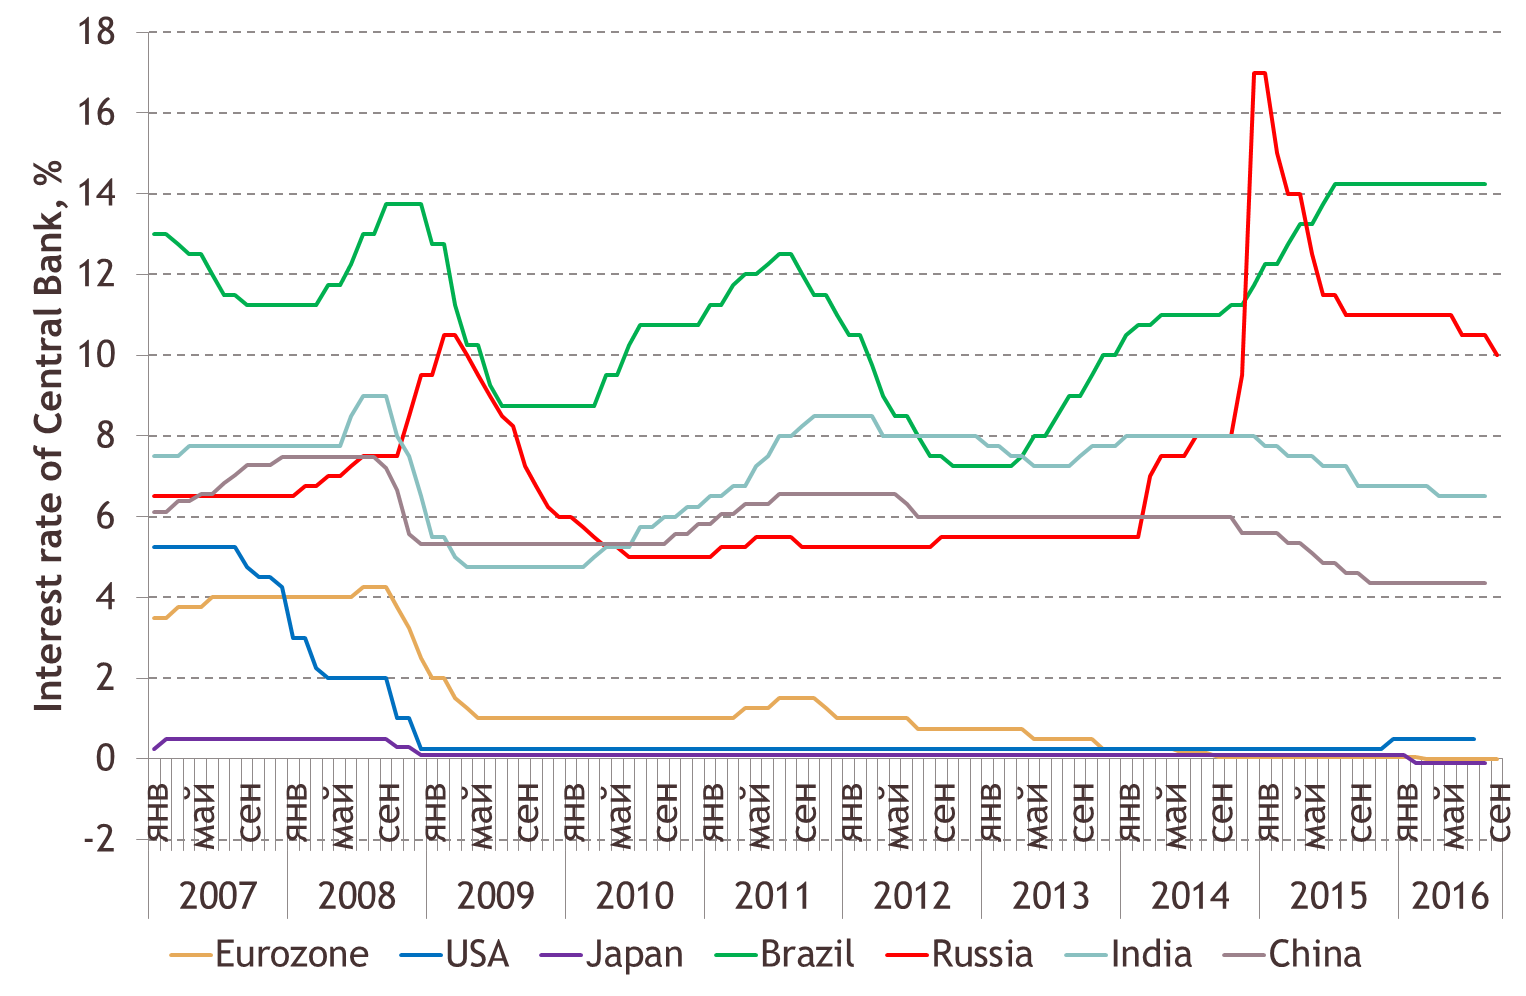 Interest rate of Central Bank, %
18
16
14
12
10
8
6
4
2
0
-2
янв май сен янв май сен янв май сен янв май сен янв май сен янв май сен янв май сен янв май сен янв май сен янв май сен
2007 2008 2009 2010 2011 2012 2013 2014 2015 2016
Eurozone USA Japan Brazil Russia India China